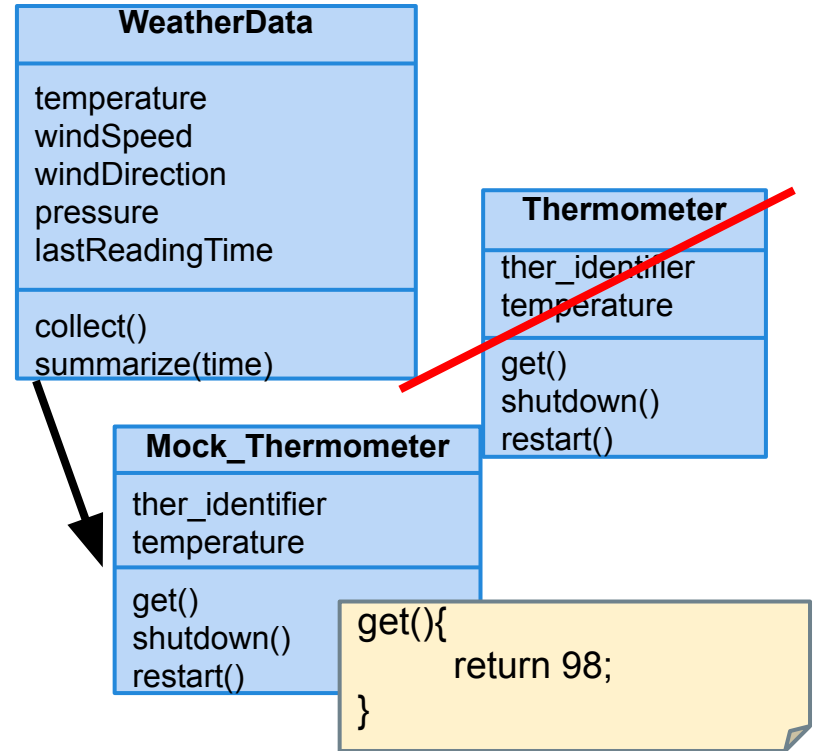 WeatherData
temperature
windSpeed
windDirection
pressure
lastReadingTime
collect()
summarize(time)
Thermometer
ther_identifier
temperature
get()
shutdown()
restart()
Mock_Thermometer
ther_identifier
temperature
get()
shutdown()
restart()
get(){
return 98;
}